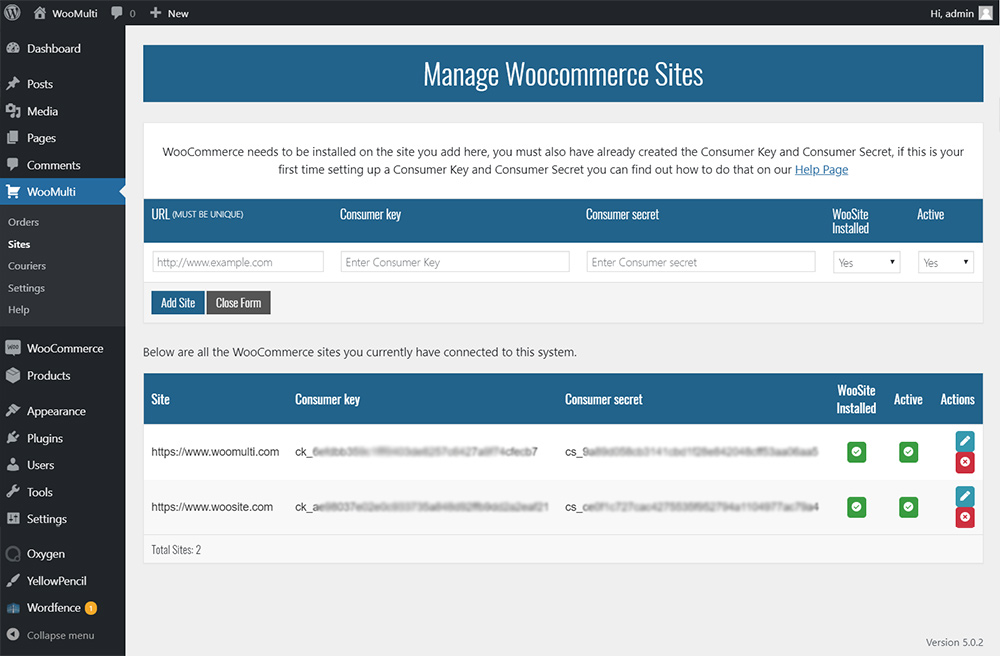 WooMulti 0 New Hi, admin
Dashboard
Posts
Media
Pages
Comments
WooMulti
Orders
Sites
Couriers
Settings
Help
WooCommerce
Products
Appearance
Plugins
Users
Tools
Settings
Oxygen
YellowPencil
Wordfence 1
Collapse menu
Manage Woocommerce Sites
WooCommerce needs to be installed on the site you add here, you must also have already created the Consumer Key and Consumer Secret, if this is your
first time setting up a Consumer Key and Consumer Secret you can find out how to do that on our Help Page
URL (MUST BE UNIQUE) Consumer key Consumer secret WooSite Installed Active
http://www.example.com Enter Consumer Key Enter Consumer secret Yes Yes
Add Site Close Form
Below are all the WooCommerce sites you currently have connected to this system.
Site Consumer key Consumer secret WooSite Installed Active Actions
https://www.woomulti.com ck_ cs_
https://www.woosite.com ck_ cs_
Total Sites: 2
Version 5.0.2